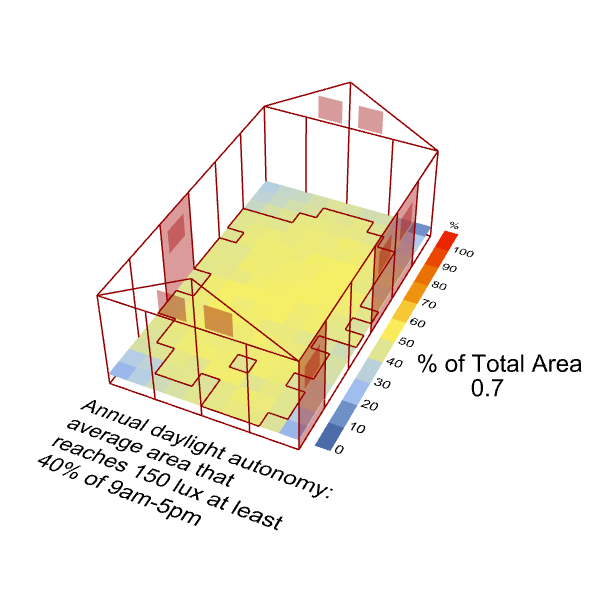 %
100
90
80
70
60
50
40
30
20
10
0
% of Total Area
0.7
Annual daylight autonomy:
average area that
reaches 150 lux at least
40% of 9am-5pm